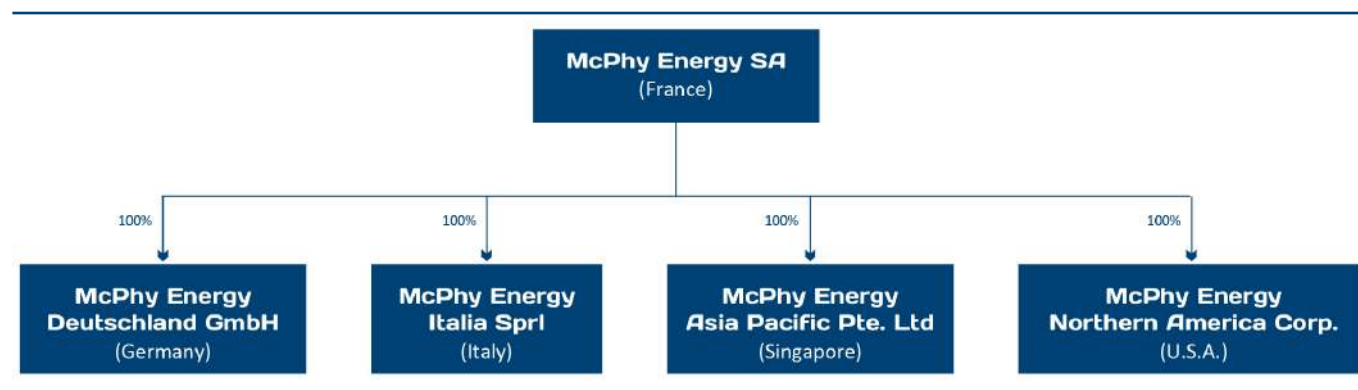 McPhy Energy SA
(France)
100%
100%
100%
100%
McPhy Energy
Deutschland GmbH
(Germany)
McPhy Energy
Italia Sprl
(Italy)
McPhy Energy
Asia Pacific Pte. Ltd
(Singapore)
McPhy Energy
Northern America Corp.
(U.S.A.)